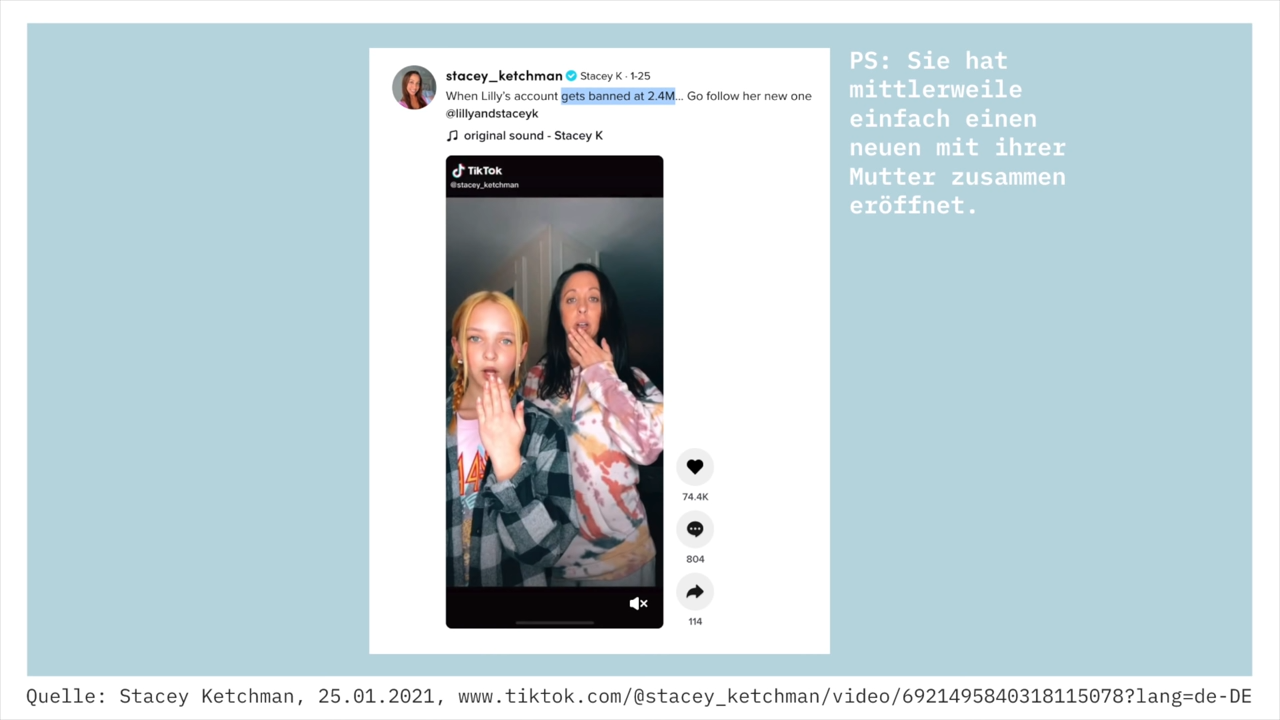 stacey_ketchman Stacey K · 1-25
When Lilly's account gets banned at 2.4M... Go follow her new one
@lillyandstaceyk
original sound - Stacey K
TikTok
@stacey_ketchman
14
74.4K
804
114
PS: Sie hat
mittlerweile
einfach einen
neuen mit ihrer
Mutter zusammen
eröffnet.
Quelle: Stacey Ketchman, 25.01.2021, www.tiktok.com/@stacey_ketchman/video/6921495840318115078?lang=de-DE